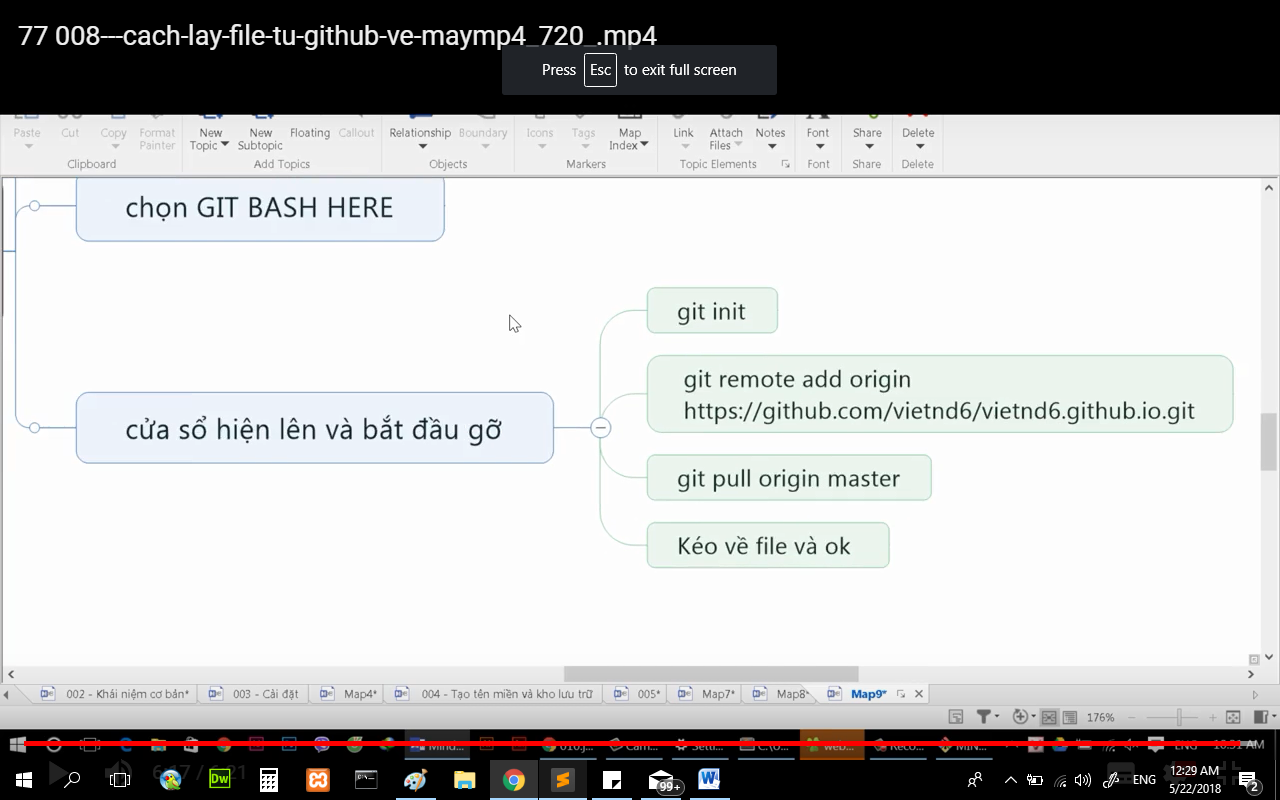 77 008---cach-lay-file-tu-github-ve-maymp4_720_.mp4
Press Esc to exit full screen
Paste Cut Copy Format Painter New Topic New Subtopic Floating Callout Relationship Boundary Icons Tags Map Index Link Attach Files Notes Font Share Delete
Clipboard Add Topics Objects Markers Topic Elements Font Share Delete
chọn GIT BASH HERE
git init
git remote add origin
https://github.com/vietnd6/vietnd6.github.io.git
cửa sổ hiện lên và bắt đầu gỡ
git pull origin master
Kéo về file và ok
002 - Khái niệm cơ bản* 003 - Cài đặt Map4* 004 - Tạo tên miền và kho lưu trữ 005* Map7* Map8* Map9*
176%
Dw
99+
ENG
12:29 AM
5/22/2018
2